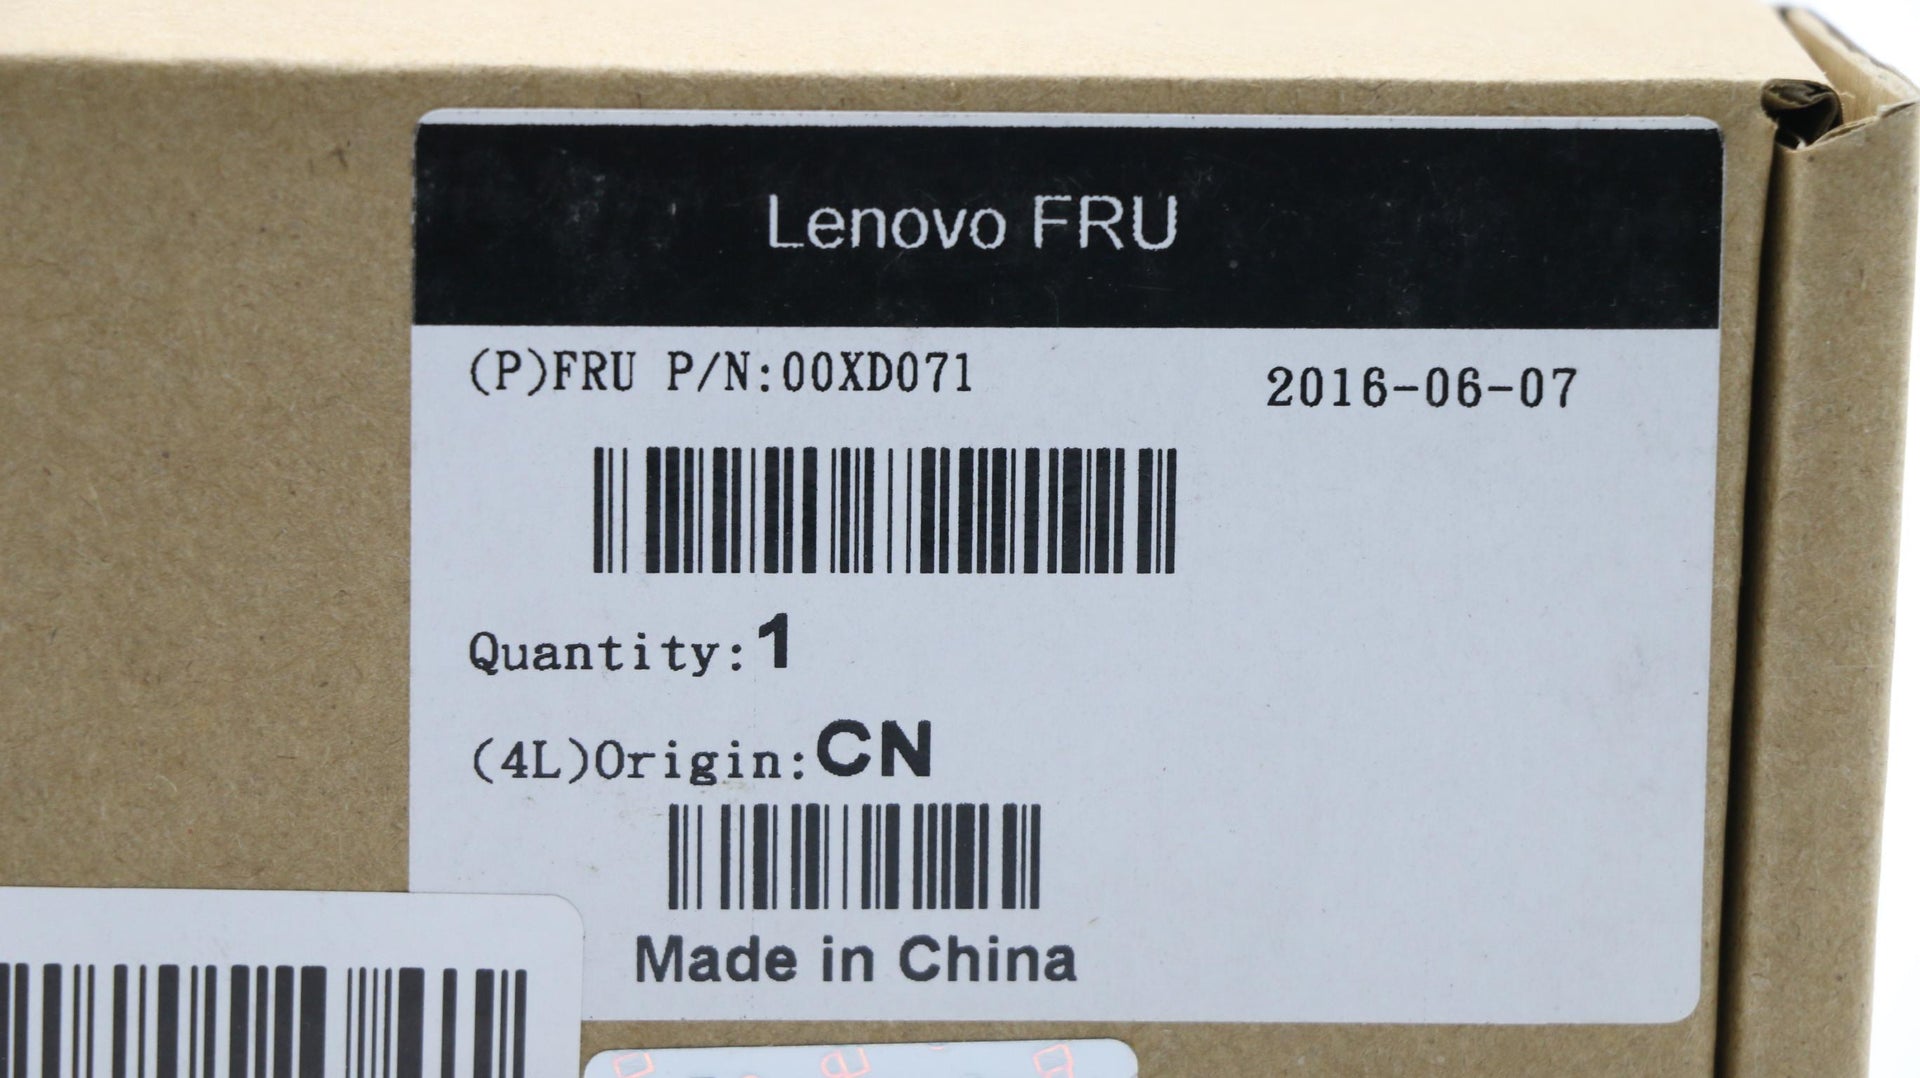 Lenovo FRU
(P)FRU P/N:00XD071
2016-06-07
Quantity:1
(4L)Origin:CN
Made in China